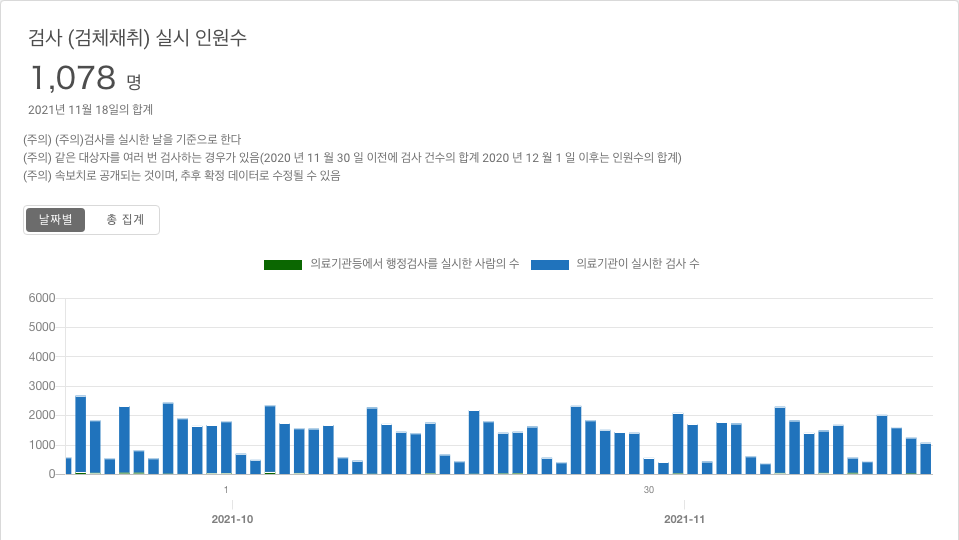 검사 (검체채취) 실시 인원수
1,078 명
2021년 11월 18일의 합계
(주의) (주의)검사를 실시한 날을 기준으로 한다
(주의) 같은 대상자를 여러 번 검사하는 경우가 있음(2020 년 11 월 30 일 이전에 검사 건수의 합계 2020 년 12 월 1 일 이후는 인원수의 합계)
(주의) 속보치로 공개되는 것이며, 추후 확정 데이터로 수정될 수 있음
날짜별 총 집계
의료기관등에서 행정검사를 실시한 사람의 수 의료기관이 실시한 검사 수
6000
5000
4000
3000
2000
1000
0
1 30
2021-10 2021-11